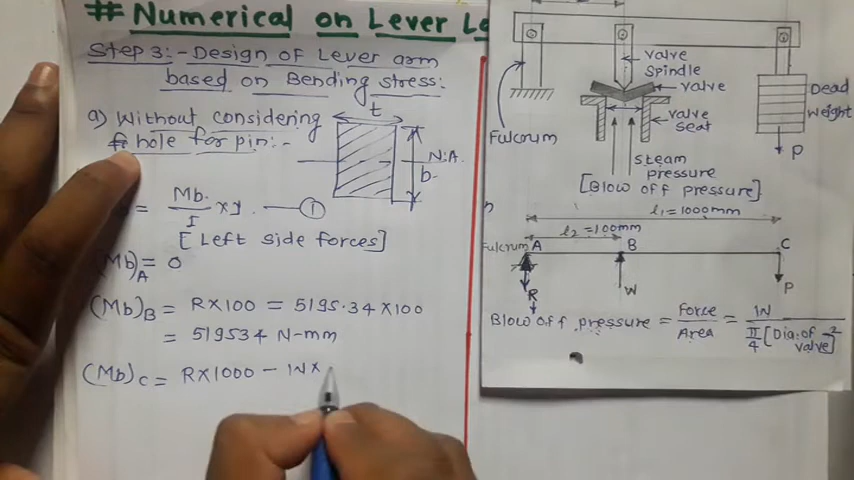 # Numerical on Lever
Step 3:- Design of Lever arm
based on Bending stress:
a) Without considering
hole for pin:-
t
N.A.
b
= Mb / I × y. — ①
[Left side forces]
(Mb)A = 0
(Mb)B = R×100 = 5195.34 ×100
= 519534 N-mm
(Mb)C = R×1000 - W×
valve
spindle
valve
Dead
weight
valve
seat
Fulcrum
steam
pressure
P
[Blow off pressure]
l1=1000mm
l2=100mm
Fulcrum A
B
C
R
W
P
Blow off pressure = Force / Area = W / π/4 [Dia. of valve]²